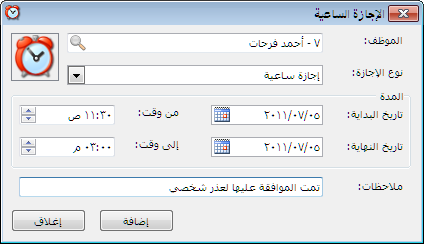 الإجازة الساعية
الموظف: ٧ - أحمد فرحات
نوع الإجازة: إجازة ساعية
المدة
تاريخ البداية: ٢٠١١/٠٧/٠٥ من وقت: ١١:٣٠ ص
تاريخ النهاية: ٢٠١١/٠٧/٠٥ إلى وقت: ٠٣:٠٠ م
ملاحظات: تمت الموافقة عليها لعذر شخصي
إضافة إغلاق